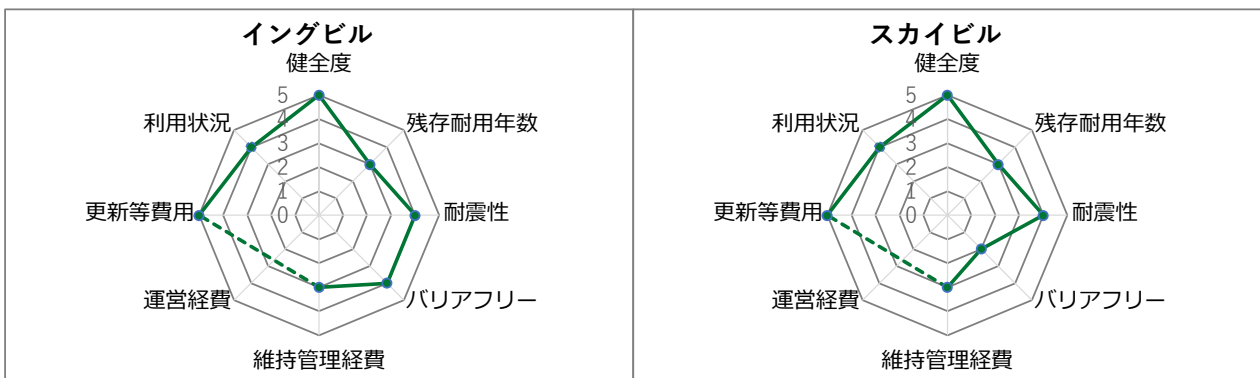 イングビル
健全度
5
4
3
2
1
0
残存耐用年数
耐震性
バリアフリー
維持管理経費
運営経費
更新等費用
利用状況
スカイビル
健全度
5
4
3
2
1
0
残存耐用年数
耐震性
バリアフリー
維持管理経費
運営経費
更新等費用
利用状況